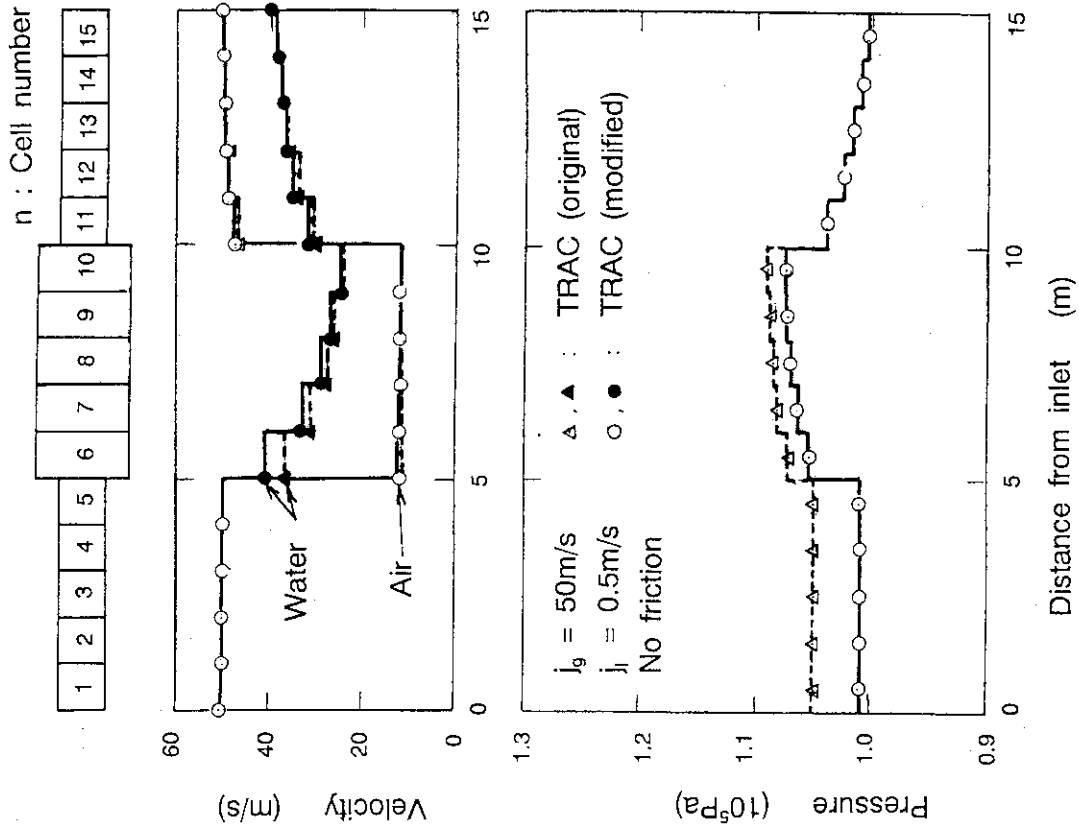 n : Cell number
1 2 3 4 5 6 7 8 9 10 11 12 13 14 15
60
40
20
0
Velocity
(m/s)
Water
Air
0 5 10 15
1.3
1.2
1.1
1.0
0.9
Pressure
(10⁵Pa)
jg = 50m/s △, ▲ : TRAC (original)
jl = 0.5m/s ○, ● : TRAC (modified)
No friction
0 5 10 15
Distance from inlet (m)